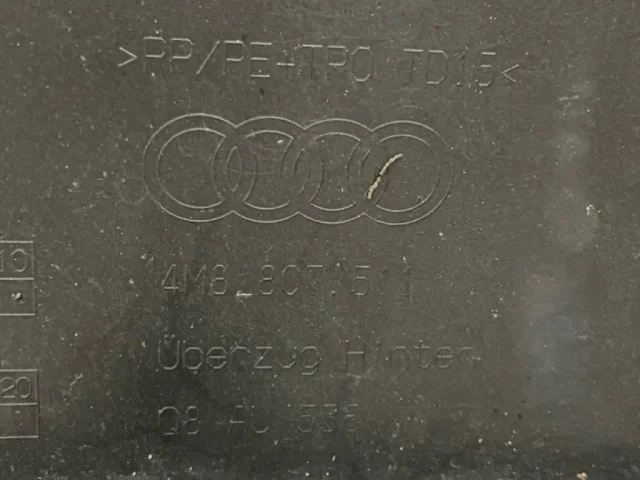 >PP/PE+TPO TD15<
10
4M8.807.511
Überzug Hinten
20
Q8 AU 536